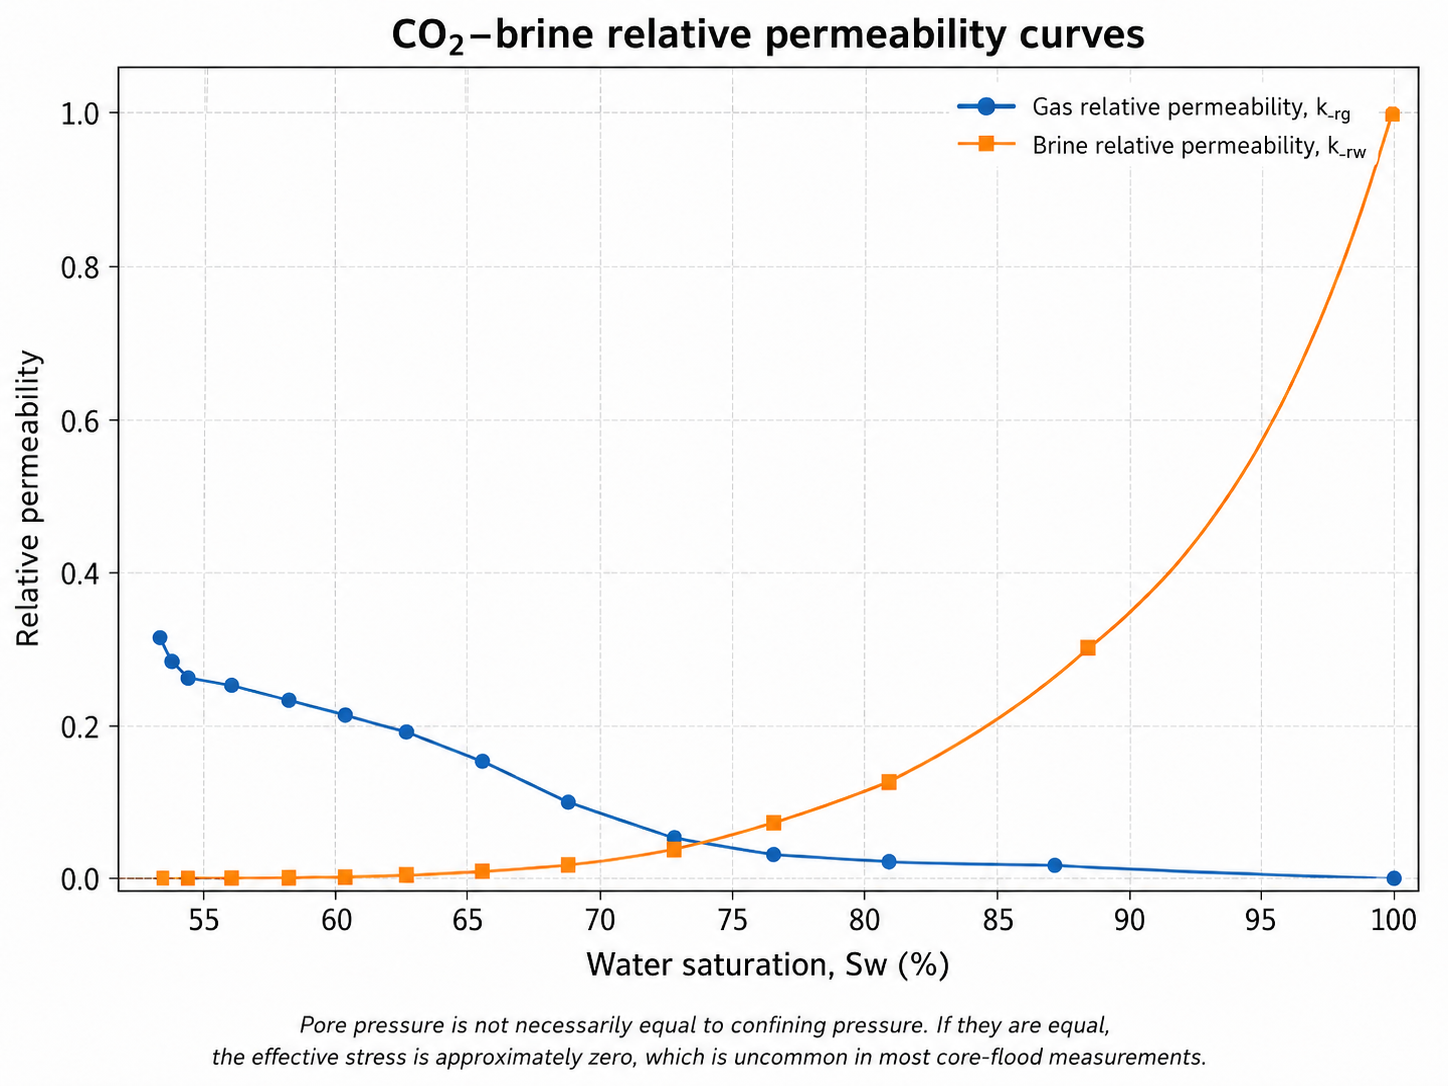 CO₂–brine relative permeability curves
Gas relative permeability, k_rg
Brine relative permeability, k_rw
Relative permeability
1.0
0.8
0.6
0.4
0.2
0.0
55 60 65 70 75 80 85 90 95 100
Water saturation, Sw (%)
Pore pressure is not necessarily equal to confining pressure. If they are equal,
the effective stress is approximately zero, which is uncommon in most core-flood measurements.